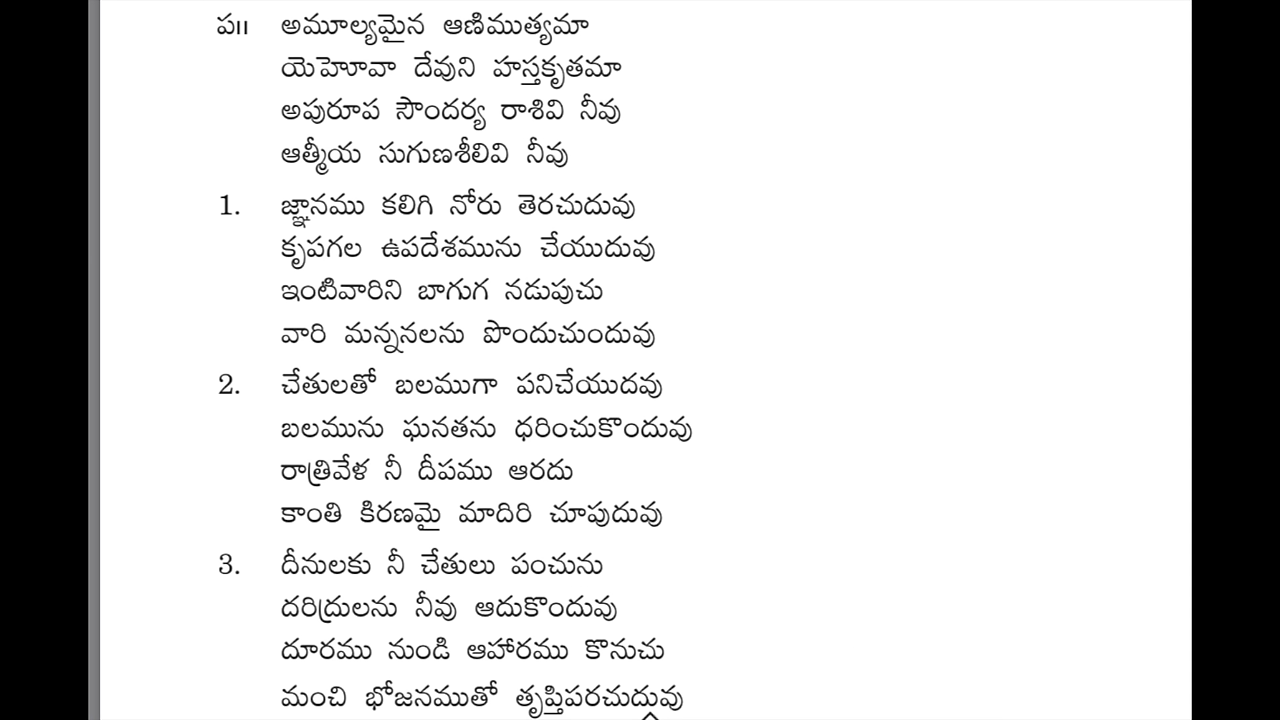 ప॥ అమూల్యమైన ఆణిముత్యమా
యెహెూవా దేవుని హస్తకృతమా
అపురూప సౌందర్య రాశివి నీవు
ఆత్మీయ సుగుణశీలివి నీవు
1. జ్ఞానము కలిగి నోరు తెరచుదువు
కృపగల ఉపదేశమును చేయుదువు
ఇంటివారిని బాగుగ నడుపుచు
వారి మన్ననలను పొందుచుందువు
2. చేతులతో బలముగా పనిచేయుదవు
బలమును ఘనతను ధరించుకొందువు
రాత్రివేళ నీ దీపము ఆరదు
కాంతి కిరణమై మాదిరి చూపుదువు
3. దీనులకు నీ చేతులు పంచును
దరిద్రులను నీవు ఆదుకొందువు
దూరము నుండి ఆహారము కొనుచు
మంచి భోజనముతో